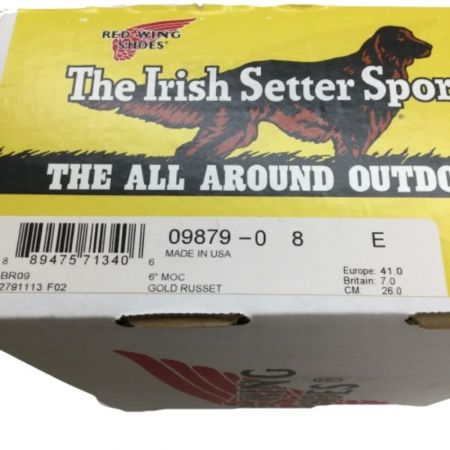 RED WING
SHOES®
The Irish Setter Spor
THE ALL AROUND OUTDO
8 89475 71340 6
09879-0 8 E
MADE IN USA
BR09
2791113 F02
6" MOC
GOLD RUSSET
Europe: 41.0
Britain: 7.0
CM: 26.0